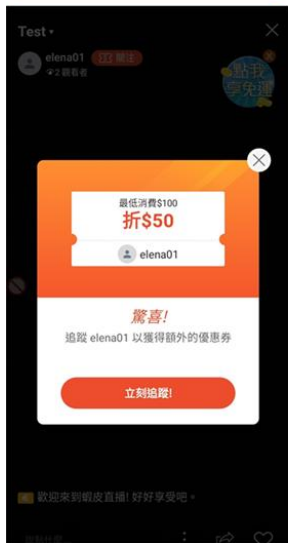 Test
elena01 關注
2 觀看者
點我
享免運
最低消費$100
折$50
elena01
驚喜!
追蹤 elena01 以獲得額外的優惠券
立刻追蹤!
歡迎來到蝦皮直播! 好好享受吧。